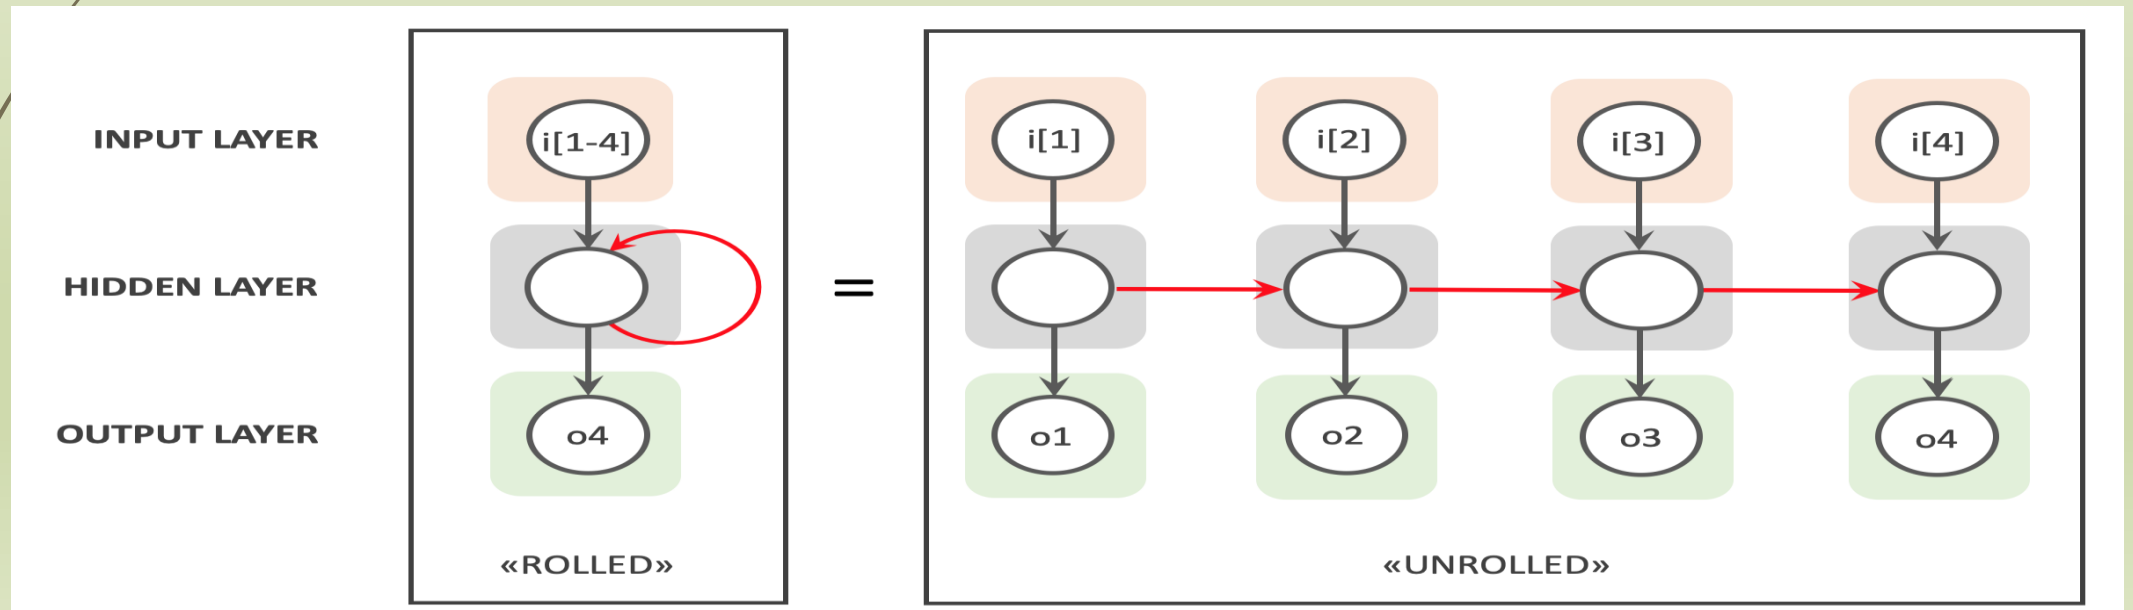 INPUT LAYER
i[1-4]
i[1]
i[2]
i[3]
i[4]
HIDDEN LAYER
=
OUTPUT LAYER
o4
o1
o2
o3
o4
«ROLLED»
«UNROLLED»